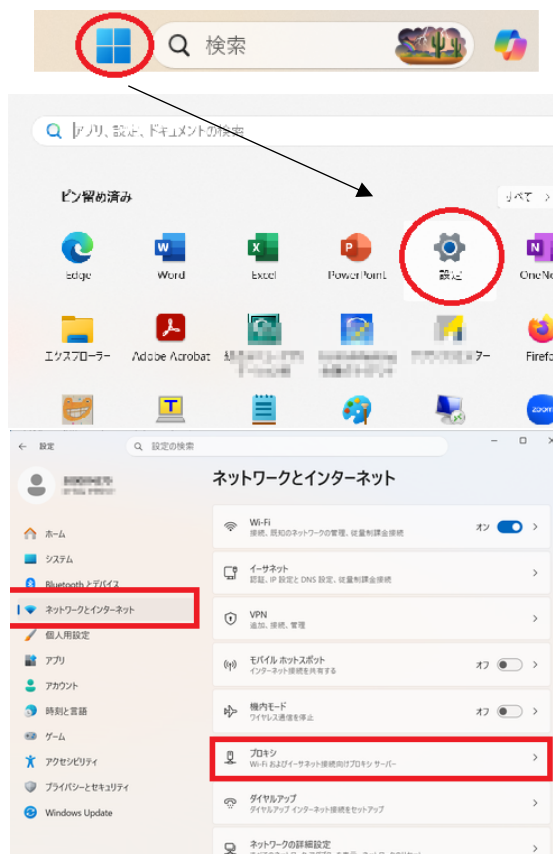 検索
アプリ、設定、ドキュメントの検索
ピン留め済み
すべて >
Edge
Word
Excel
PowerPoint
設定
エクスプローラー
Adobe Acrobat
zoom
← 設定
設定の検索
ネットワークとインターネット
ホーム
システム
Bluetooth とデバイス
ネットワークとインターネット
個人用設定
アプリ
アカウント
時刻と言語
ゲーム
アクセシビリティ
プライバシーとセキュリティ
Windows Update
Wi-Fi
接続、既知のネットワークの管理、従量制課金接続
オン
イーサネット
認証、IP 設定と DNS 設定、従量制課金接続
VPN
追加、接続、管理
モバイル ホットスポット
インターネット接続を共有する
オフ
機内モード
ワイヤレス通信を停止
オフ
プロキシ
Wi-Fi およびイーサネット接続向けプロキシ サーバー
ダイヤルアップ
ダイヤルアップ インターネット接続をセットアップ
ネットワークの詳細設定